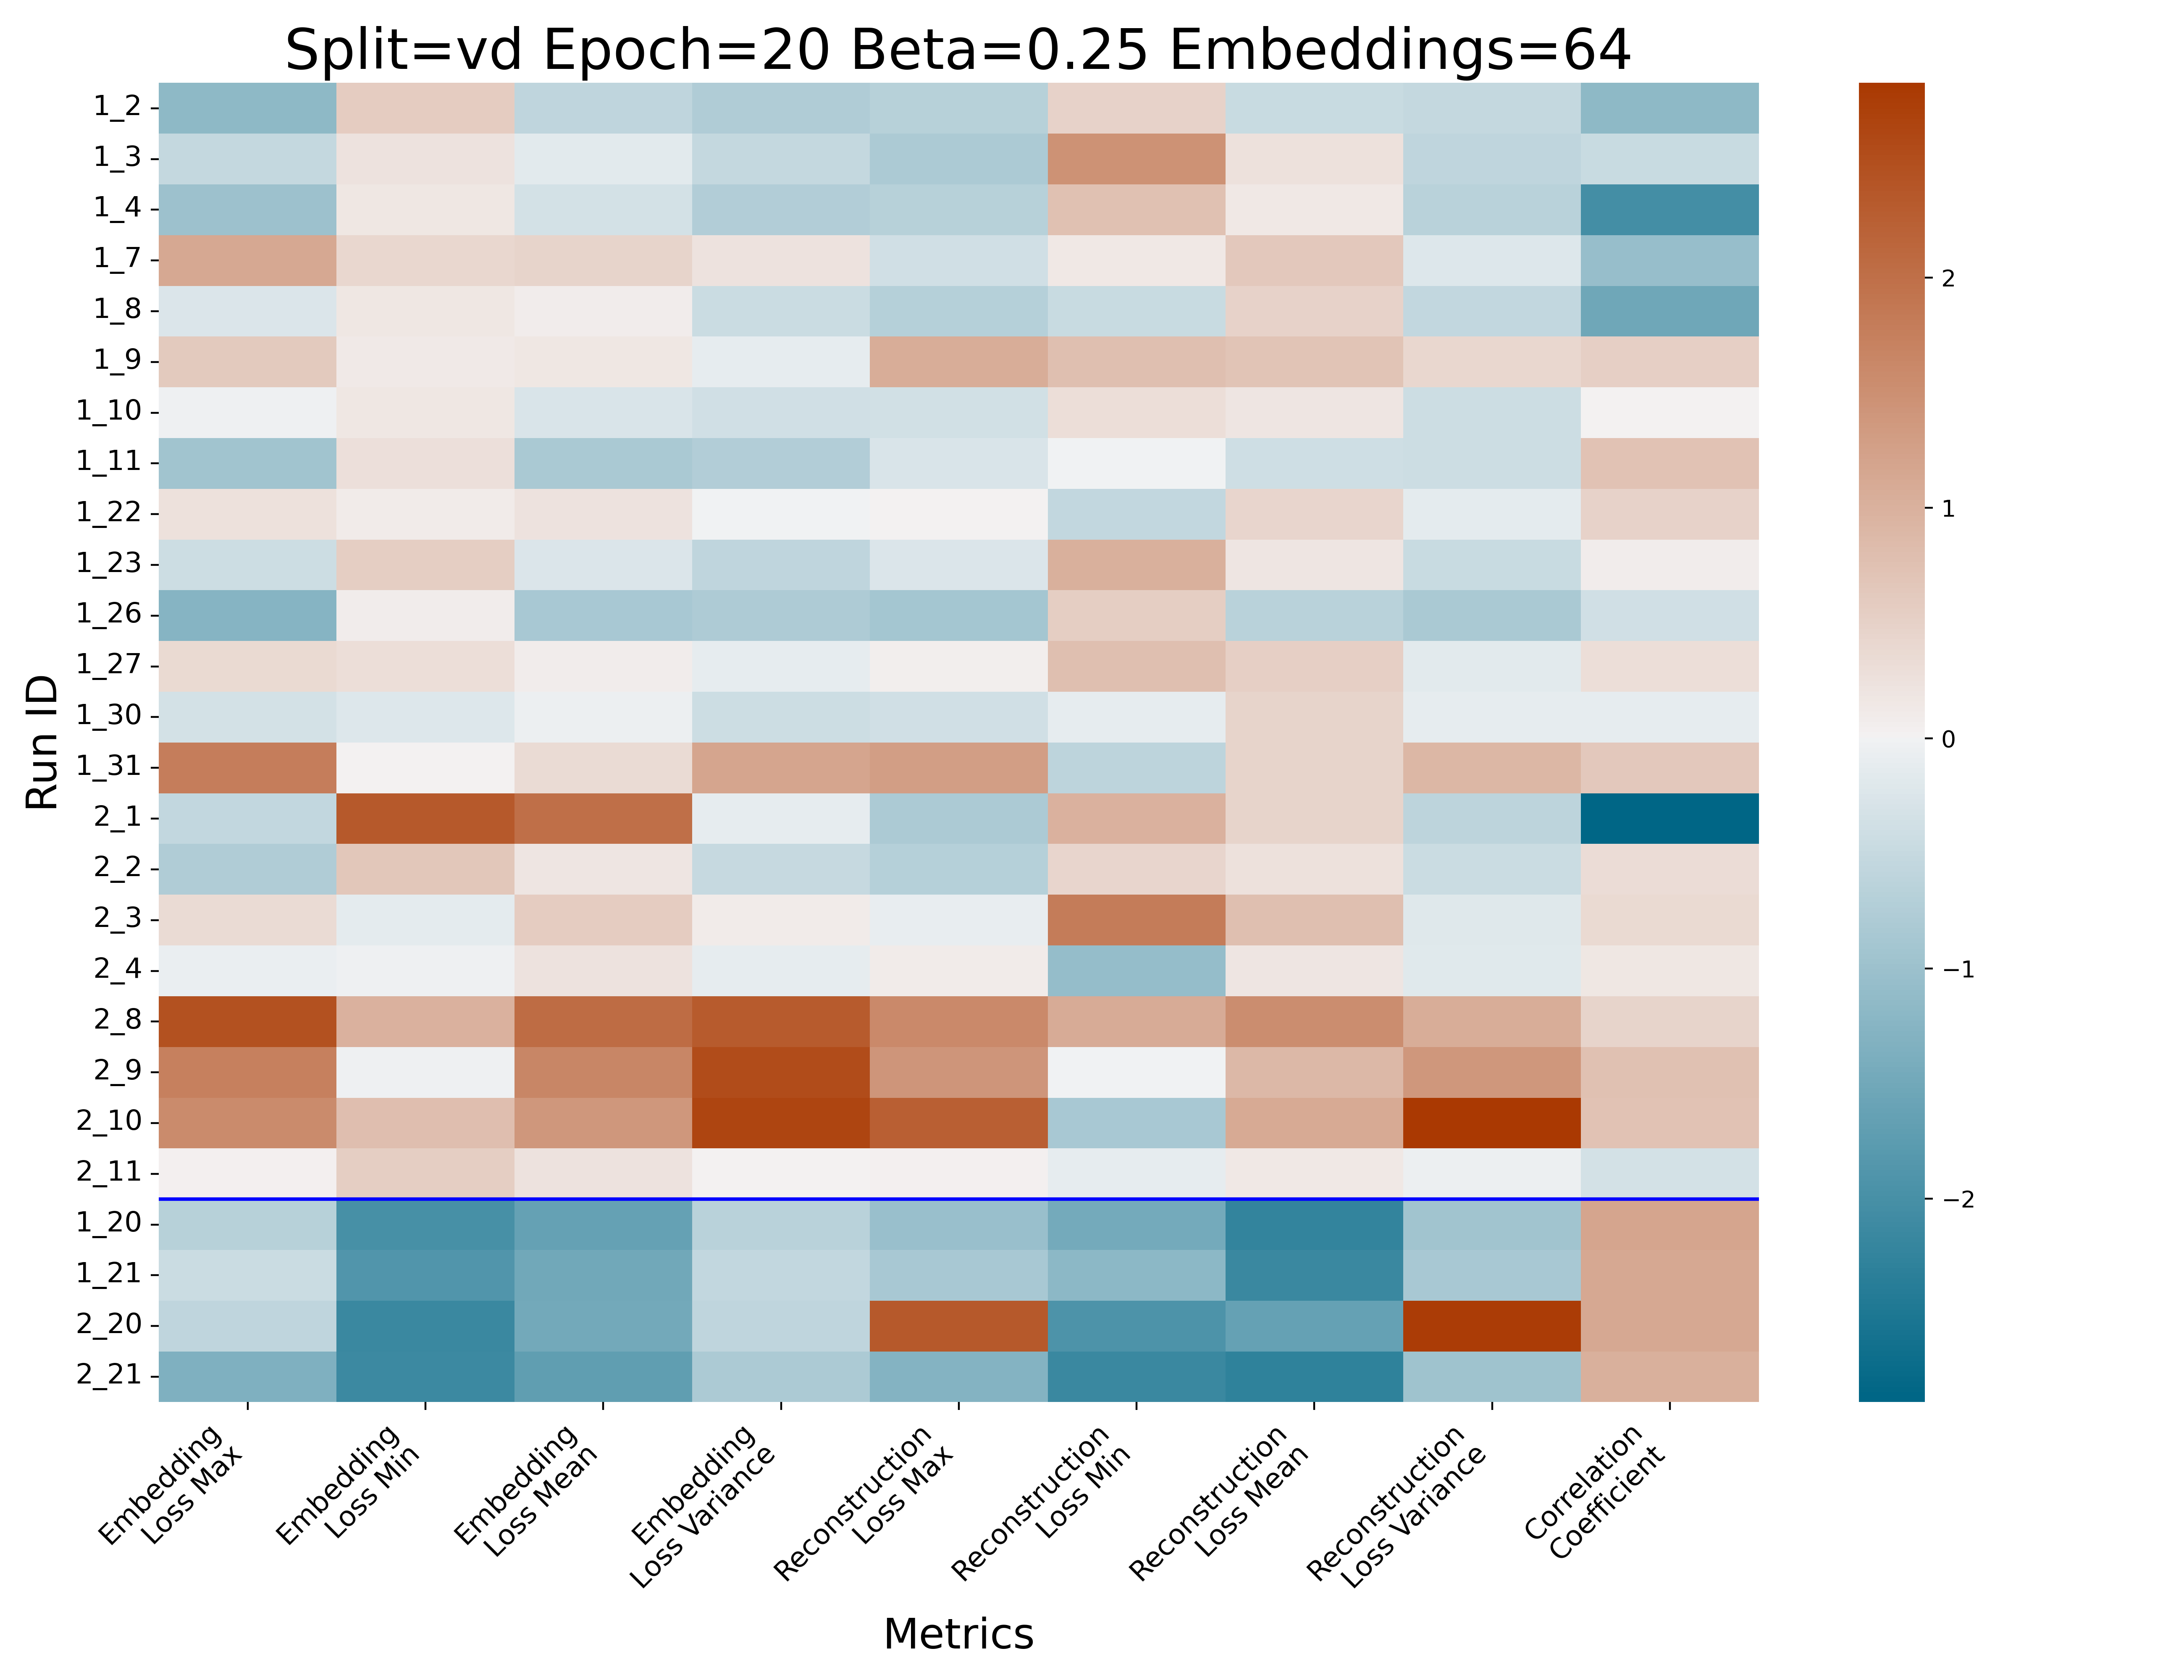 Split=vd Epoch=20 Beta=0.25 Embeddings=64
Run ID
1_2
1_3
1_4
1_7
1_8
1_9
1_10
1_11
1_22
1_23
1_26
1_27
1_30
1_31
2_1
2_2
2_3
2_4
2_8
2_9
2_10
2_11
1_20
1_21
2_20
2_21
Embedding
Loss Max
Embedding
Loss Min
Embedding
Loss Mean
Embedding
Loss Variance
Reconstruction
Loss Max
Reconstruction
Loss Min
Reconstruction
Loss Mean
Reconstruction
Loss Variance
Correlation
Coefficient
Metrics
2
1
0
−1
−2